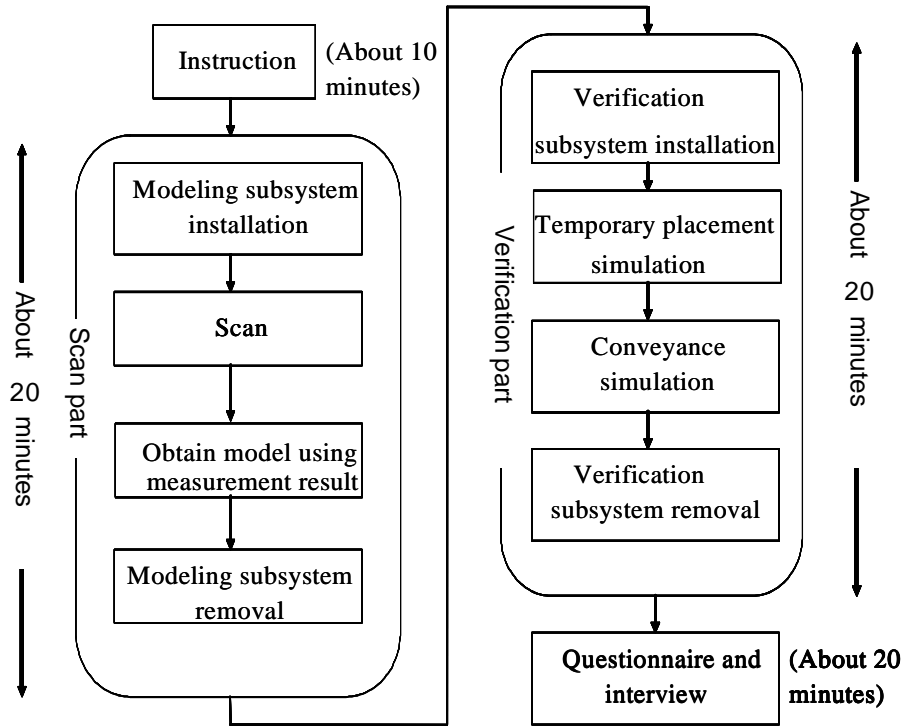 Instruction
(About 10
minutes)
Modeling subsystem
installation
Scan
Obtain model using
measurement result
Modeling subsystem
removal
Scan part
About 20 minutes
Verification
subsystem installation
Temporary placement
simulation
Conveyance
simulation
Verification
subsystem removal
Verification part
About 20 minutes
Questionnaire and
interview
(About 20
minutes)